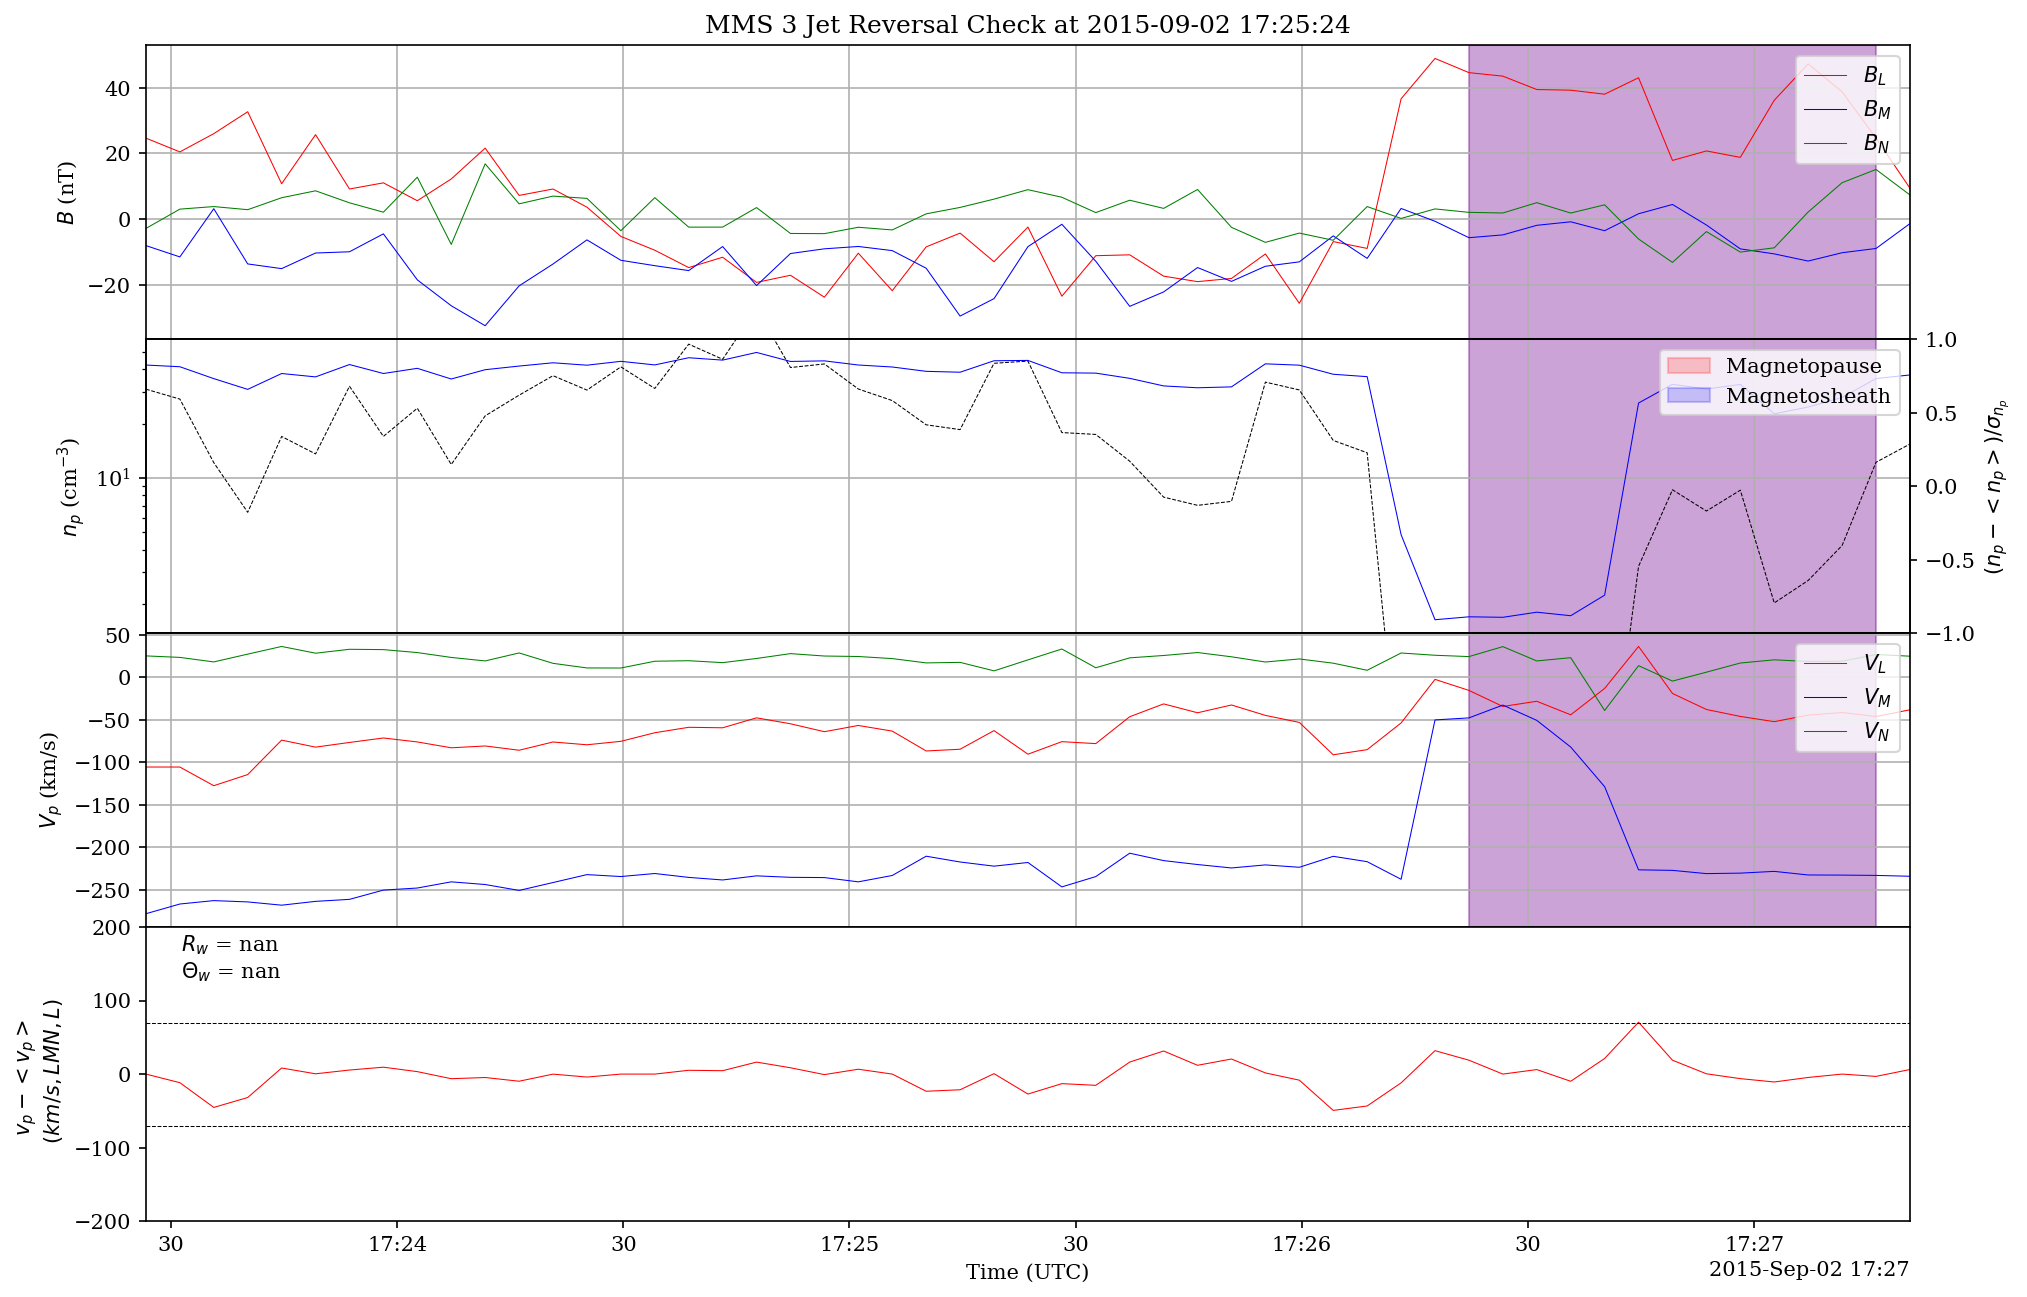 MMS 3 Jet Reversal Check at 2015-09-02 17:25:24
40
20
0
−20
B (nT)
B_L
B_M
B_N
10^1
n_p (cm^{−3})
Magnetopause
Magnetosheath
1.0
0.5
0.0
−0.5
−1.0
(n_p − < n_p >)/σ_{n_p}
50
0
−50
−100
−150
−200
−250
V_p (km/s)
V_L
V_M
V_N
200
100
0
−100
−200
v_p − < v_p >
(km/s, LMN, L)
R_w = nan
Θ_w = nan
30 17:24 30 17:25 30 17:26 30 17:27
Time (UTC)
2015-Sep-02 17:27